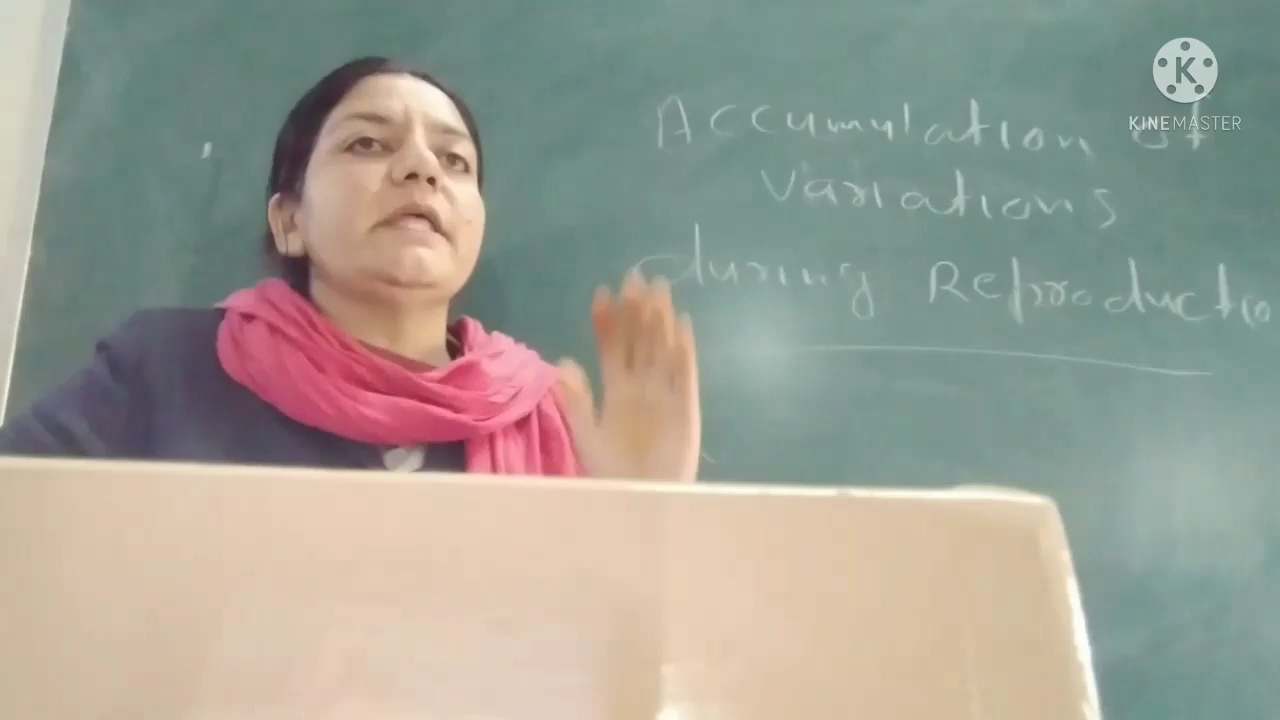 K
KINEMASTER
Accumulation of
variations
during Reproductio